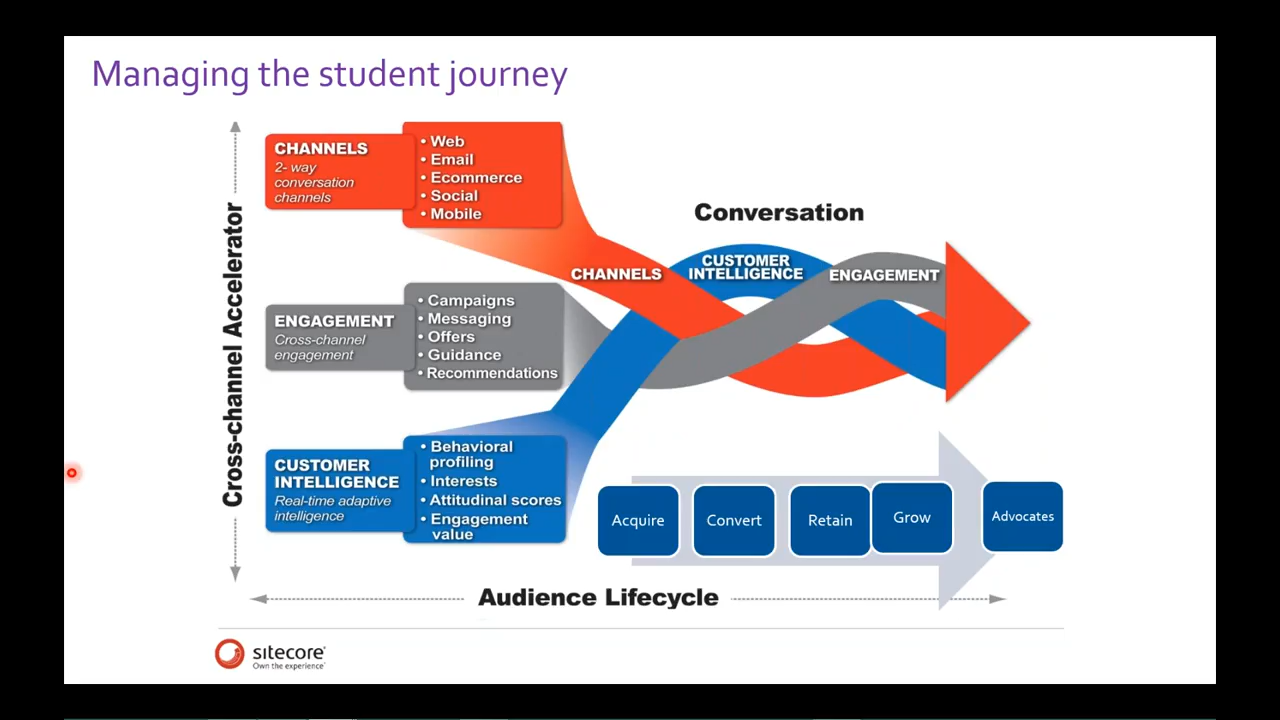 Managing the student journey
Cross-channel Accelerator
CHANNELS
2- way
conversation
channels
• Web
• Email
• Ecommerce
• Social
• Mobile
ENGAGEMENT
Cross-channel
engagement
• Campaigns
• Messaging
• Offers
• Guidance
• Recommendations
CUSTOMER
INTELLIGENCE
Real-time adaptive
intelligence
• Behavioral
profiling
• Interests
• Attitudinal scores
• Engagement
value
Conversation
CHANNELS
CUSTOMER
INTELLIGENCE
ENGAGEMENT
Acquire
Convert
Retain
Grow
Advocates
Audience Lifecycle
sitecore
Own the experience